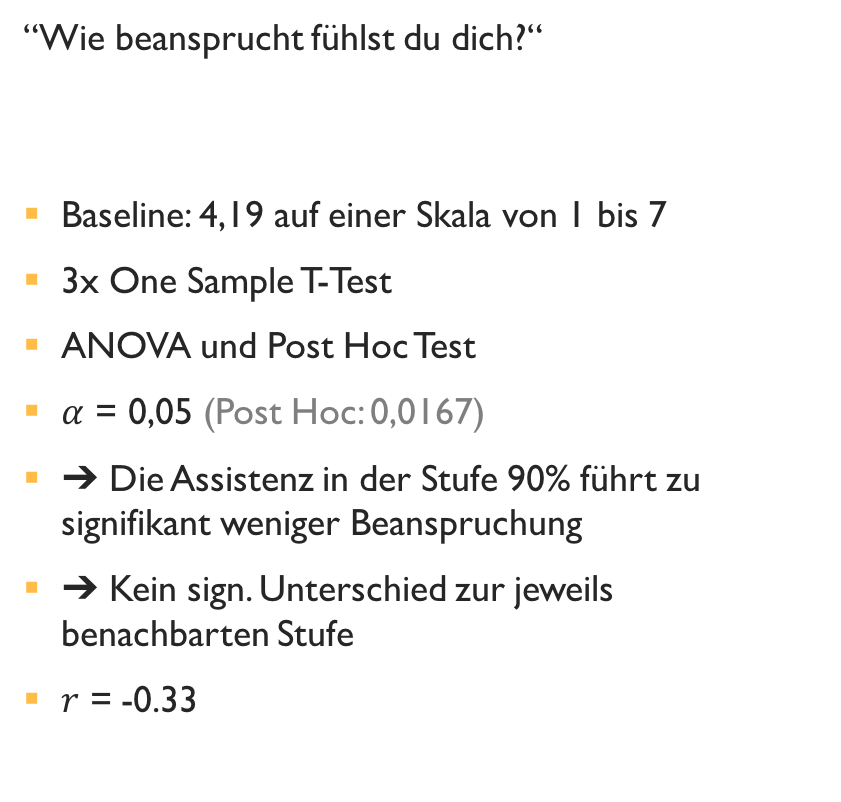 “Wie beansprucht fühlst du dich?“
▪ Baseline: 4,19 auf einer Skala von 1 bis 7
▪ 3x One Sample T-Test
▪ ANOVA und Post Hoc Test
▪ 𝛼 = 0,05 (Post Hoc: 0,0167)
▪ ➔ Die Assistenz in der Stufe 90% führt zu
signifikant weniger Beanspruchung
▪ ➔ Kein sign. Unterschied zur jeweils
benachbarten Stufe
▪ 𝑟 = -0.33